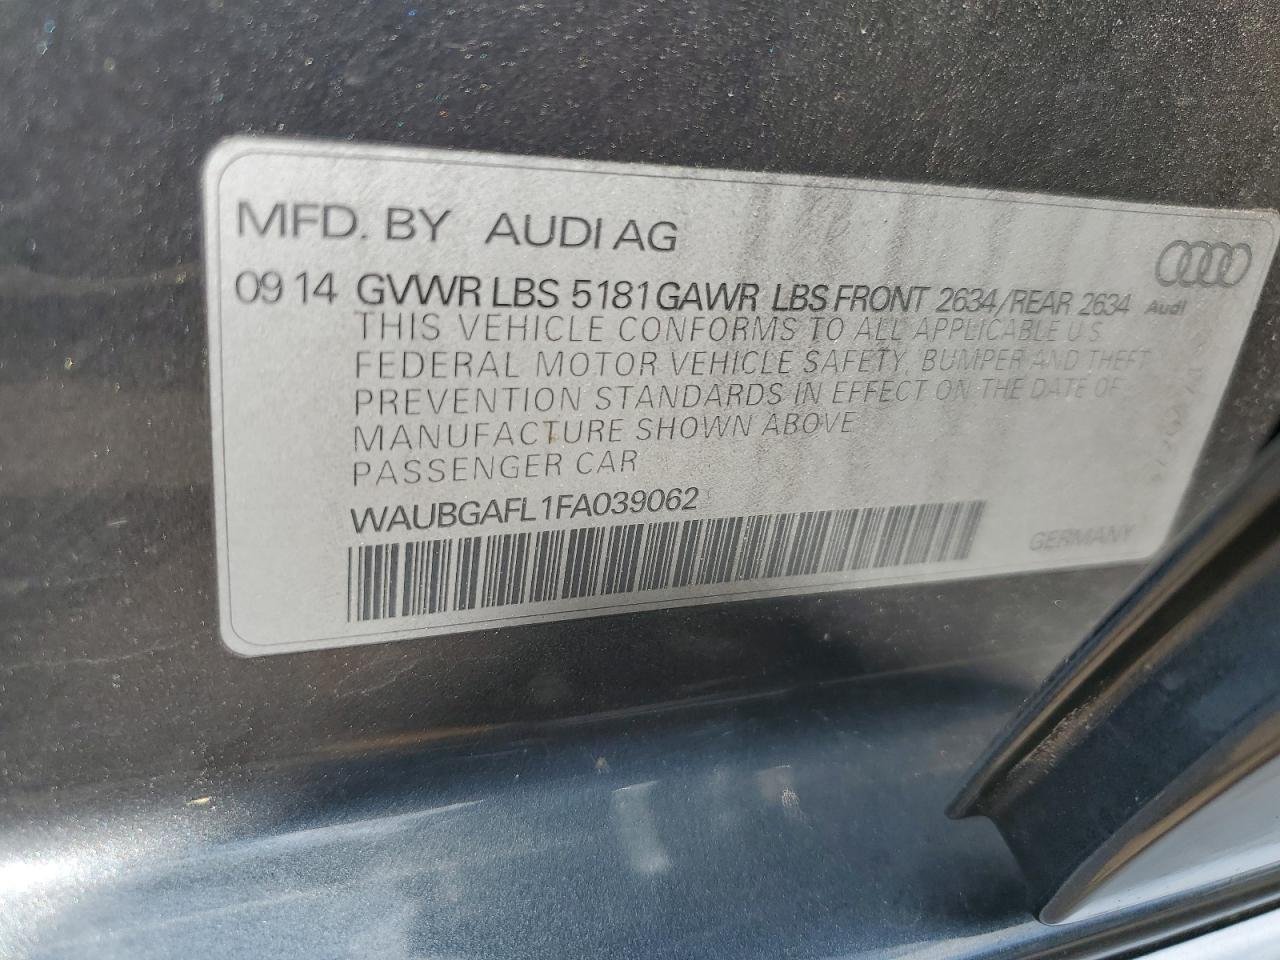 MFD. BY AUDI AG
09 14 GVWR LBS 5181 GAWR LBS FRONT 2634/REAR 2634
Audi
THIS VEHICLE CONFORMS TO ALL APPLICABLE U S
FEDERAL MOTOR VEHICLE SAFETY, BUMPER AND THEFT
PREVENTION STANDARDS IN EFFECT ON THE DATE OF
MANUFACTURE SHOWN ABOVE
PASSENGER CAR
WAUBGAFL1FA039062
GERMANY